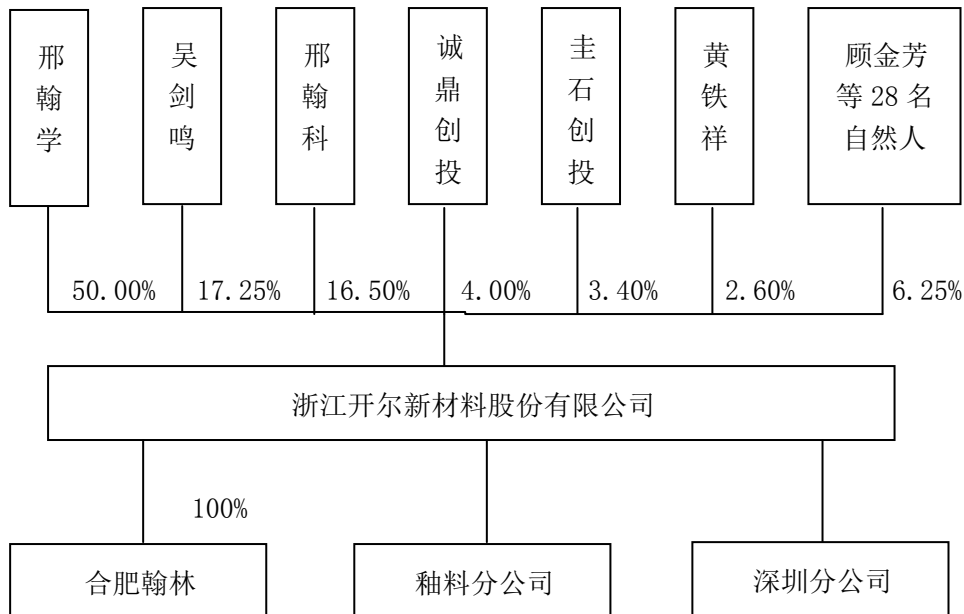 邢翰学
吴剑鸣
邢翰科
诚鼎创投
圭石创投
黄铁祥
顾金芳
等 28 名
自然人
50.00%
17.25%
16.50%
4.00%
3.40%
2.60%
6.25%
浙江开尔新材料股份有限公司
100%
合肥翰林
釉料分公司
深圳分公司